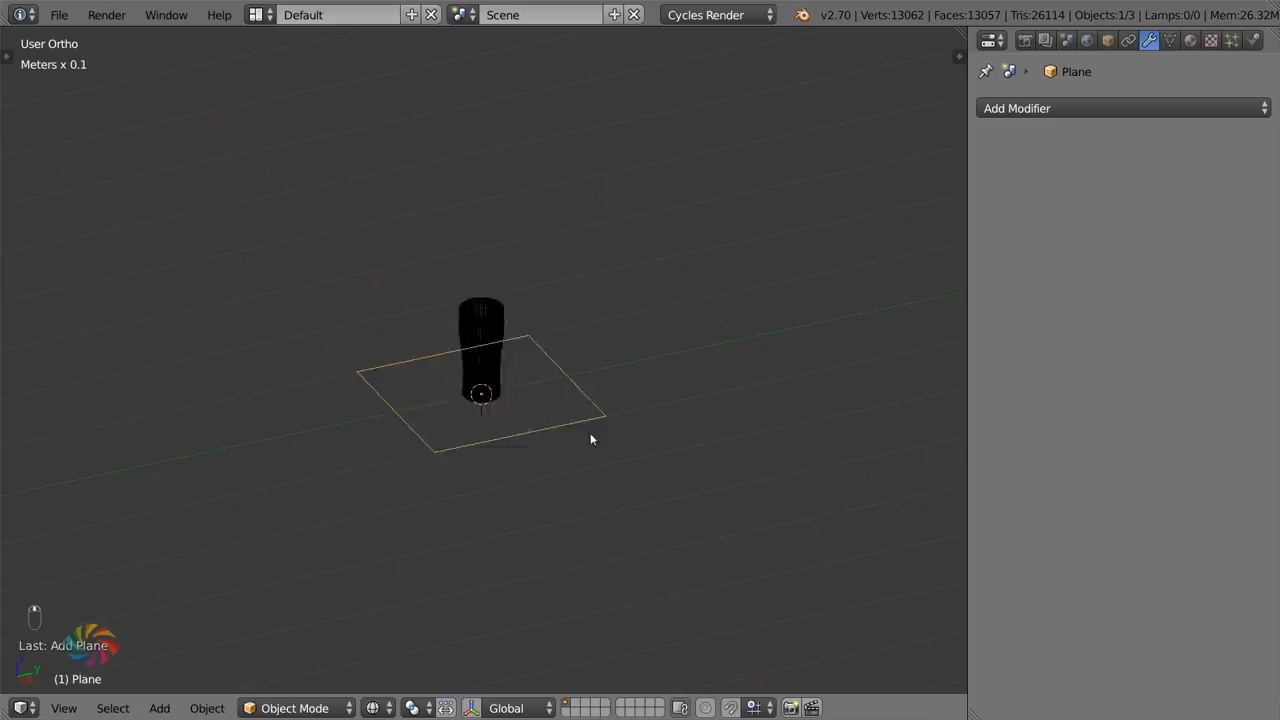 File Render Window Help Default Scene Cycles Render v2.70 | Verts:13062 | Faces:13057 | Tris:26114 | Objects:1/3 | Lamps:0/0 | Mem:26.32M
User Ortho
Meters x 0.1
Plane
Add Modifier
Last: Add Plane
(1) Plane
View Select Add Object Object Mode Global